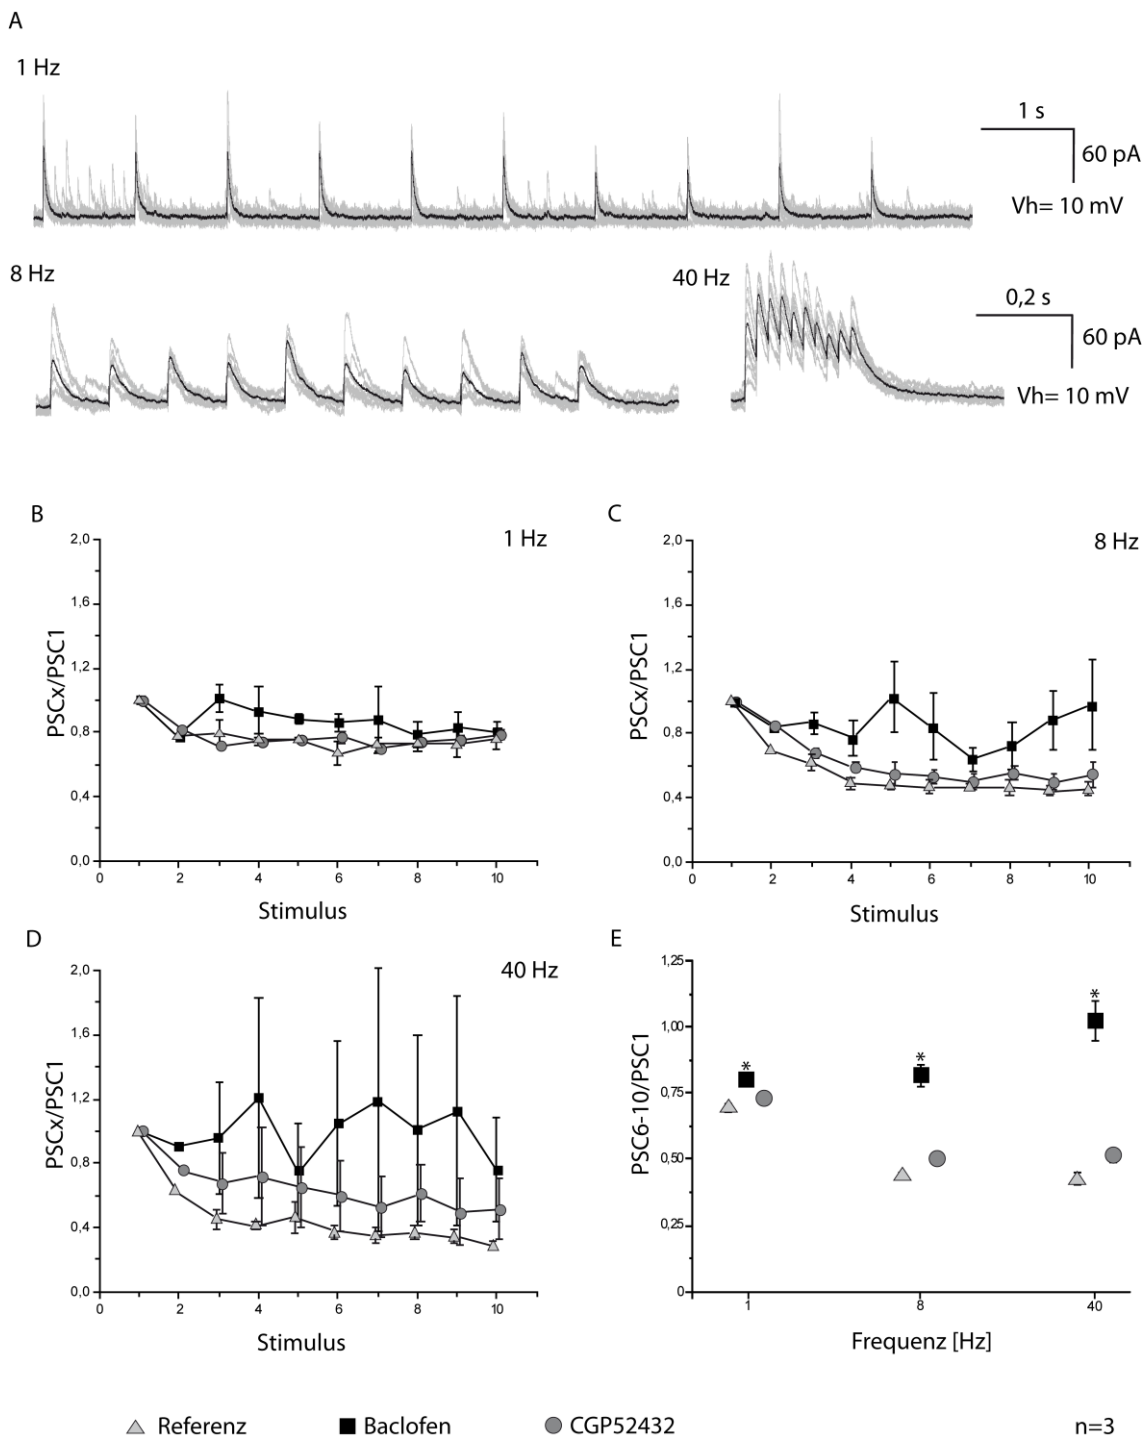 A
1 Hz
1 s
60 pA
Vh= 10 mV
8 Hz
40 Hz
0,2 s
60 pA
Vh= 10 mV
B
1 Hz
PSCx/PSC1
2,0
1,6
1,2
0,8
0,4
0,0
0 2 4 6 8 10
Stimulus
C
8 Hz
PSCx/PSC1
2,0
1,6
1,2
0,8
0,4
0,0
0 2 4 6 8 10
Stimulus
D
40 Hz
PSCx/PSC1
2,0
1,6
1,2
0,8
0,4
0,0
0 2 4 6 8 10
Stimulus
E
PSC6-10/PSC1
1,25
1,00
0,75
0,50
0,25
0
* * *
1 8 40
Frequenz [Hz]
Referenz Baclofen CGP52432 n=3